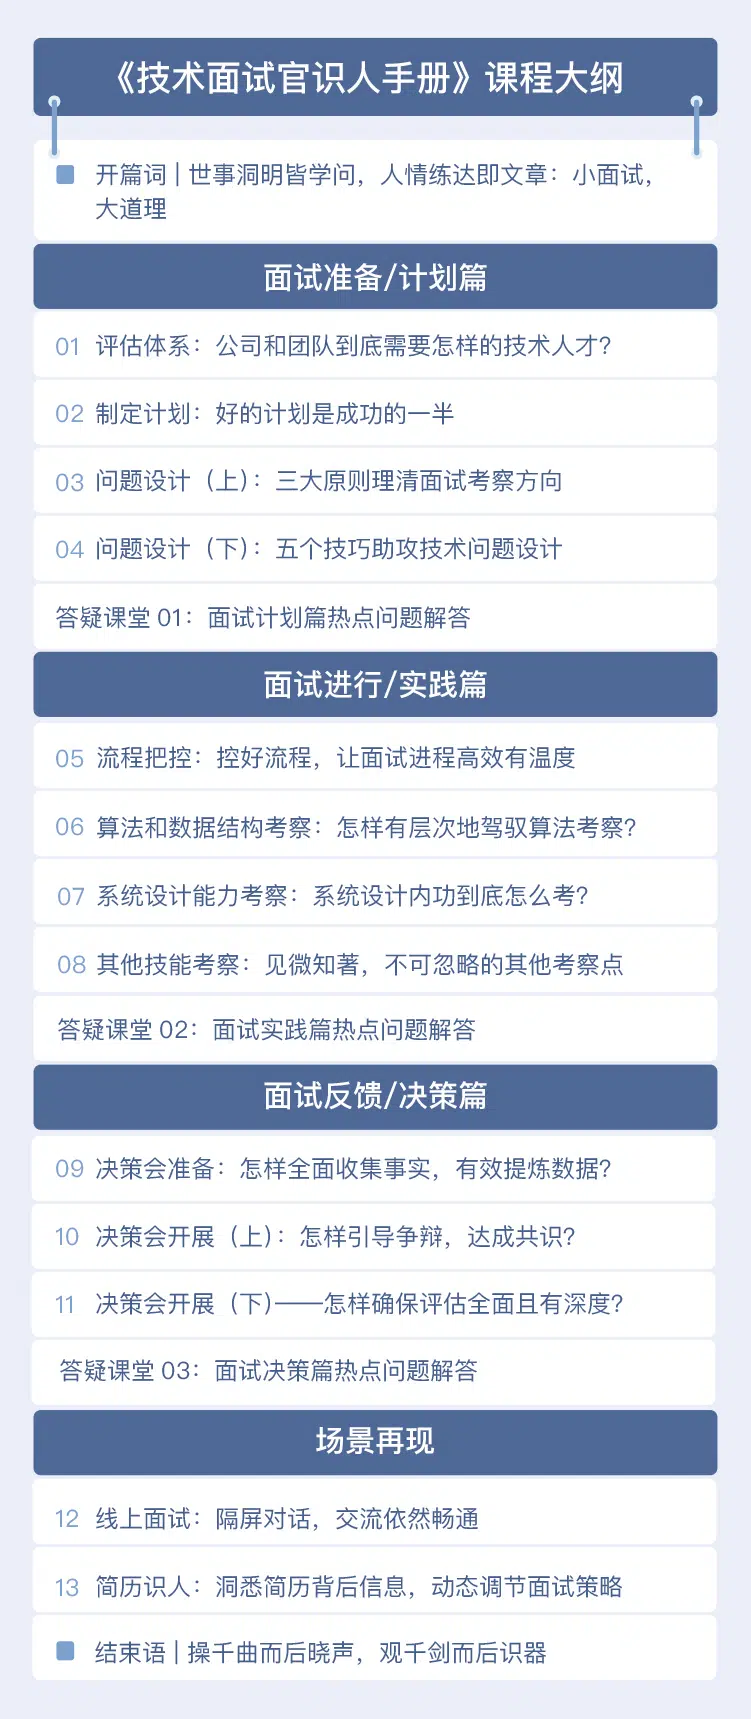 《技术面试官识人手册》课程大纲
开篇词 | 世事洞明皆学问，人情练达即文章：小面试，
大道理
面试准备/计划篇
01 评估体系：公司和团队到底需要怎样的技术人才？
02 制定计划：好的计划是成功的一半
03 问题设计（上）：三大原则理清面试考察方向
04 问题设计（下）：五个技巧助攻技术问题设计
答疑课堂 01：面试计划篇热点问题解答
面试进行/实践篇
05 流程把控：控好流程，让面试进程高效有温度
06 算法和数据结构考察：怎样有层次地驾驭算法考察？
07 系统设计能力考察：系统设计内功到底怎么考？
08 其他技能考察：见微知著，不可忽略的其他考察点
答疑课堂 02：面试实践篇热点问题解答
面试反馈/决策篇
09 决策会准备：怎样全面收集事实，有效提炼数据？
10 决策会开展（上）：怎样引导争辩，达成共识？
11 决策会开展（下）——怎样确保评估全面且有深度？
答疑课堂 03：面试决策篇热点问题解答
场景再现
12 线上面试：隔屏对话，交流依然畅通
13 简历识人：洞悉简历背后信息，动态调节面试策略
结束语 | 操千曲而后晓声，观千剑而后识器